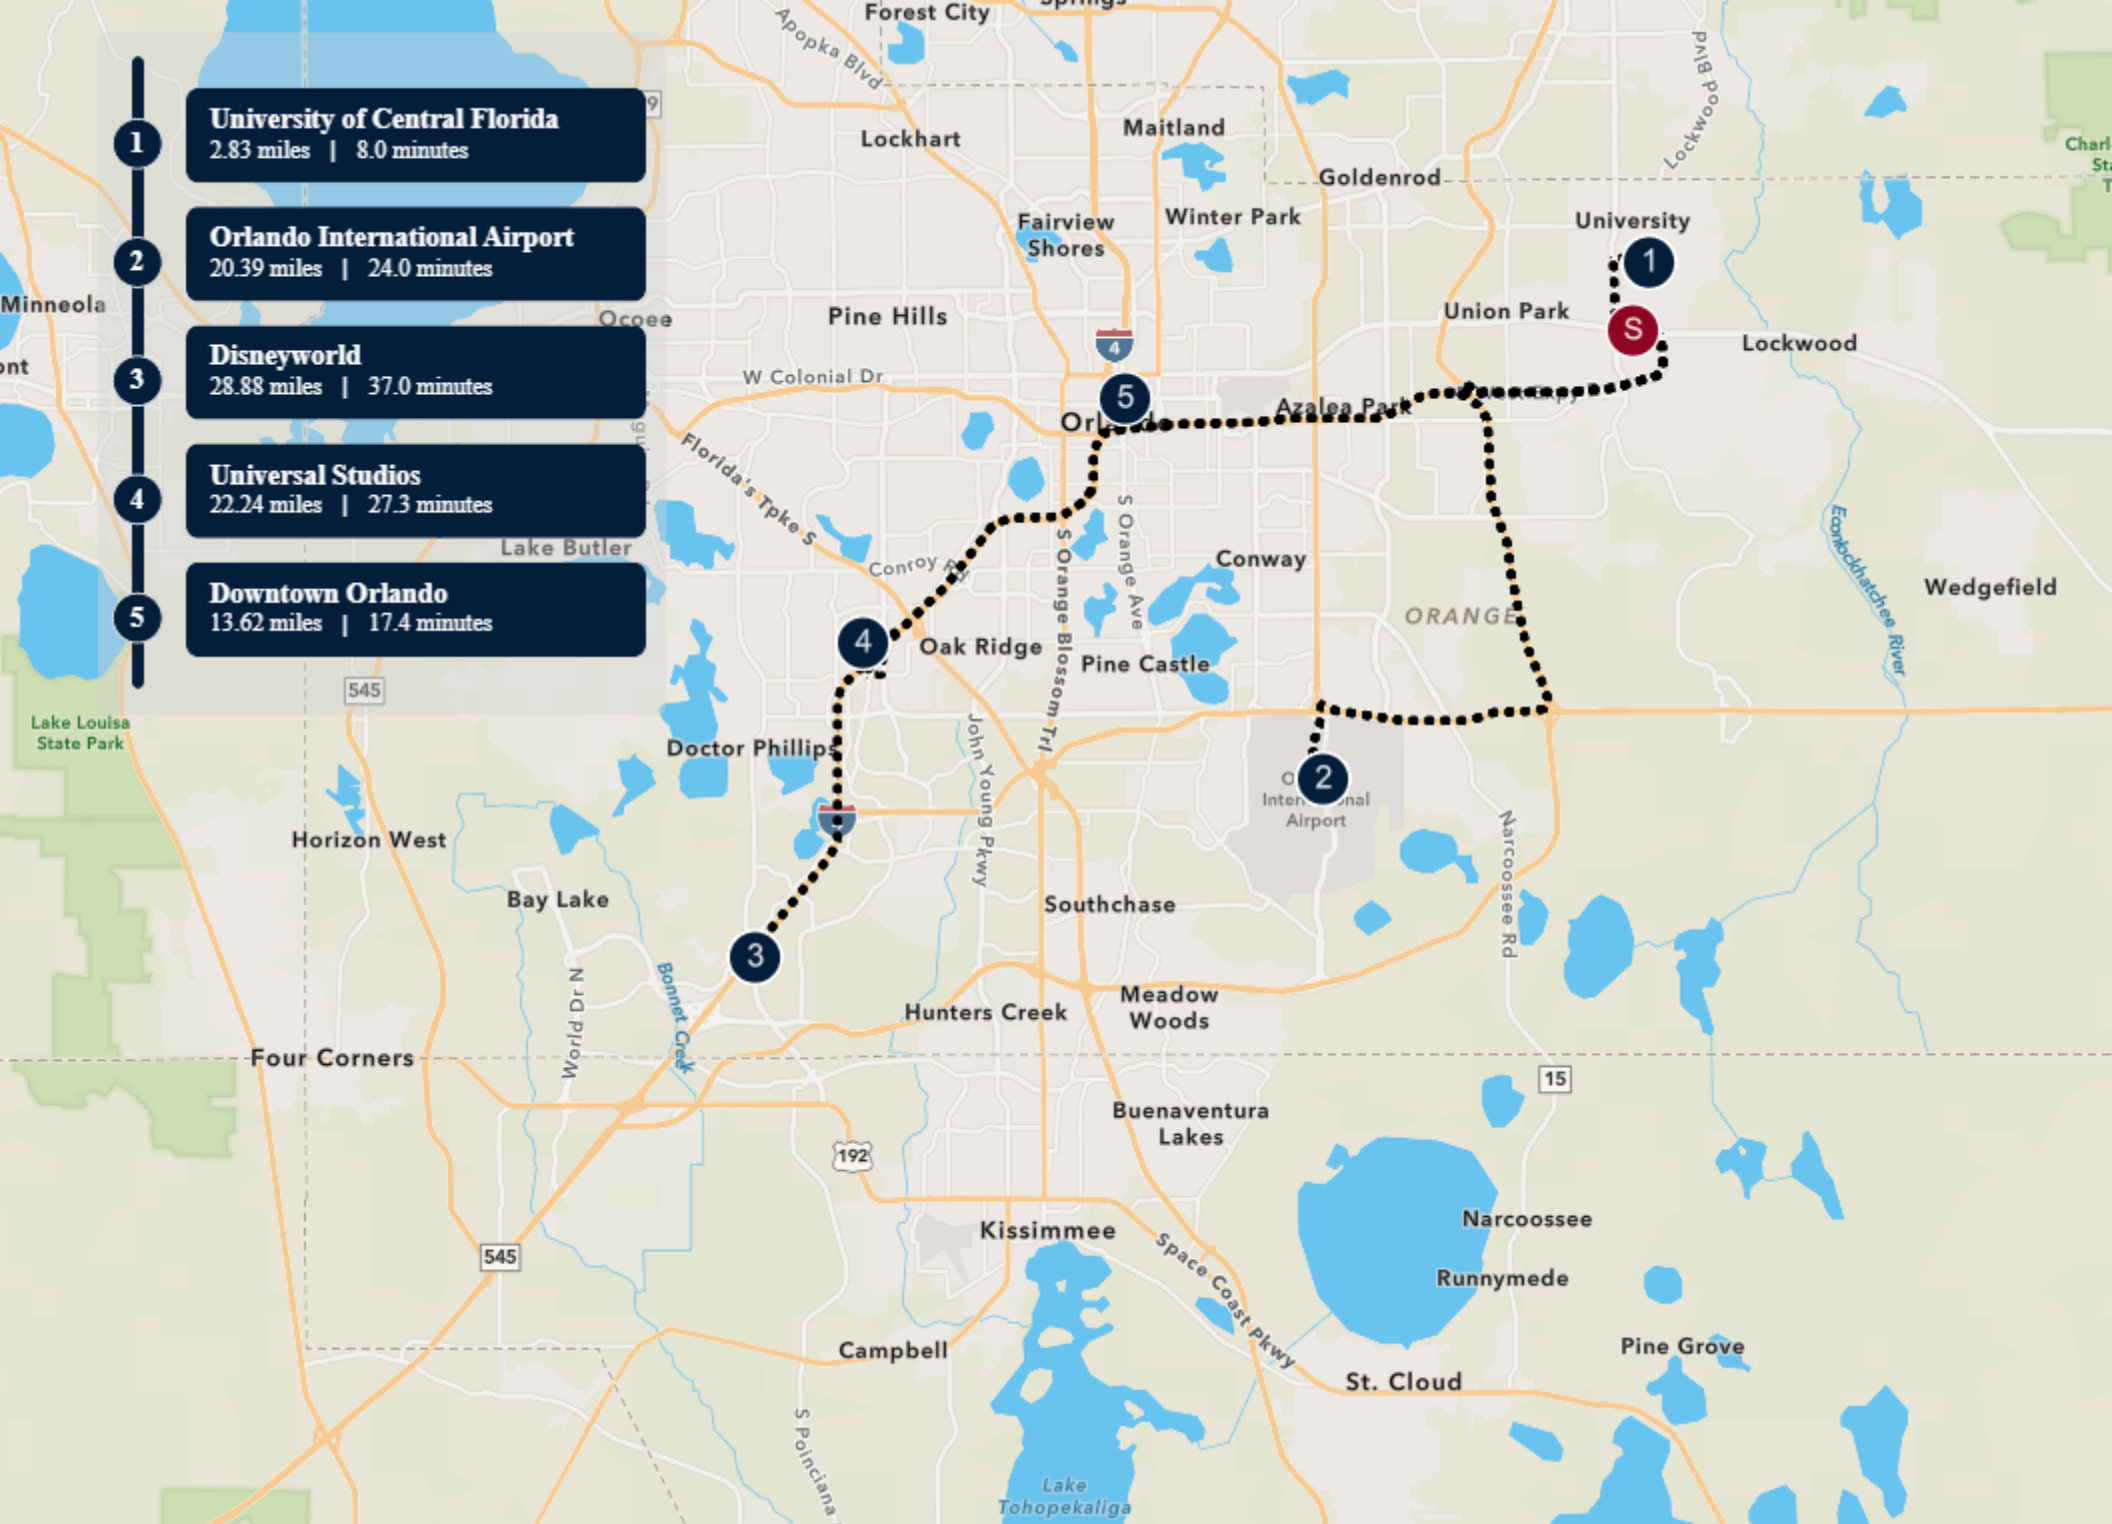 1
University of Central Florida
2.83 miles | 8.0 minutes
2
Orlando International Airport
20.39 miles | 24.0 minutes
3
Disneyworld
28.88 miles | 37.0 minutes
4
Universal Studios
22.24 miles | 27.3 minutes
5
Downtown Orlando
13.62 miles | 17.4 minutes
Forest City
Apopka Blvd
Lockhart
Maitland
Goldenrod
Lockwood Blvd
Fairview
Shores
Winter Park
University
1
S
Union Park
Lockwood
Minneola
Ocoee
Pine Hills
4
W Colonial Dr
5
Azalea Park
Florida's Tpke S
Lake Butler
Conroy Rd
S Orange Ave
S Orange Blossom Trl
Conway
ORANGE
Wedgefield
Econlockhatchee River
4
Oak Ridge
Pine Castle
545
Lake Louisa
State Park
Doctor Phillips
John Young Pkwy
2
Airport
Horizon West
Narcoossee Rd
Bay Lake
Southchase
3
World Dr N
Bonnet Creek
Hunters Creek
Meadow
Woods
Four Corners
15
Buenaventura
Lakes
192
545
Kissimmee
Space Coast Pkwy
Narcoossee
Runnymede
Campbell
Pine Grove
St. Cloud
S Poinciana
Lake
Tohopekaliga